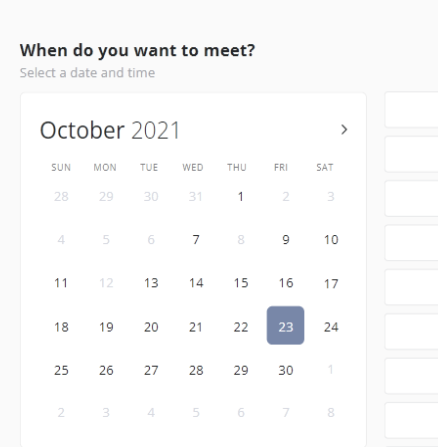 When do you want to meet?
Select a date and time
October 2021
SUN MON TUE WED THU FRI SAT
28 29 30 31 1 2 3
4 5 6 7 8 9 10
11 12 13 14 15 16 17
18 19 20 21 22 23 24
25 26 27 28 29 30 1
2 3 4 5 6 7 8